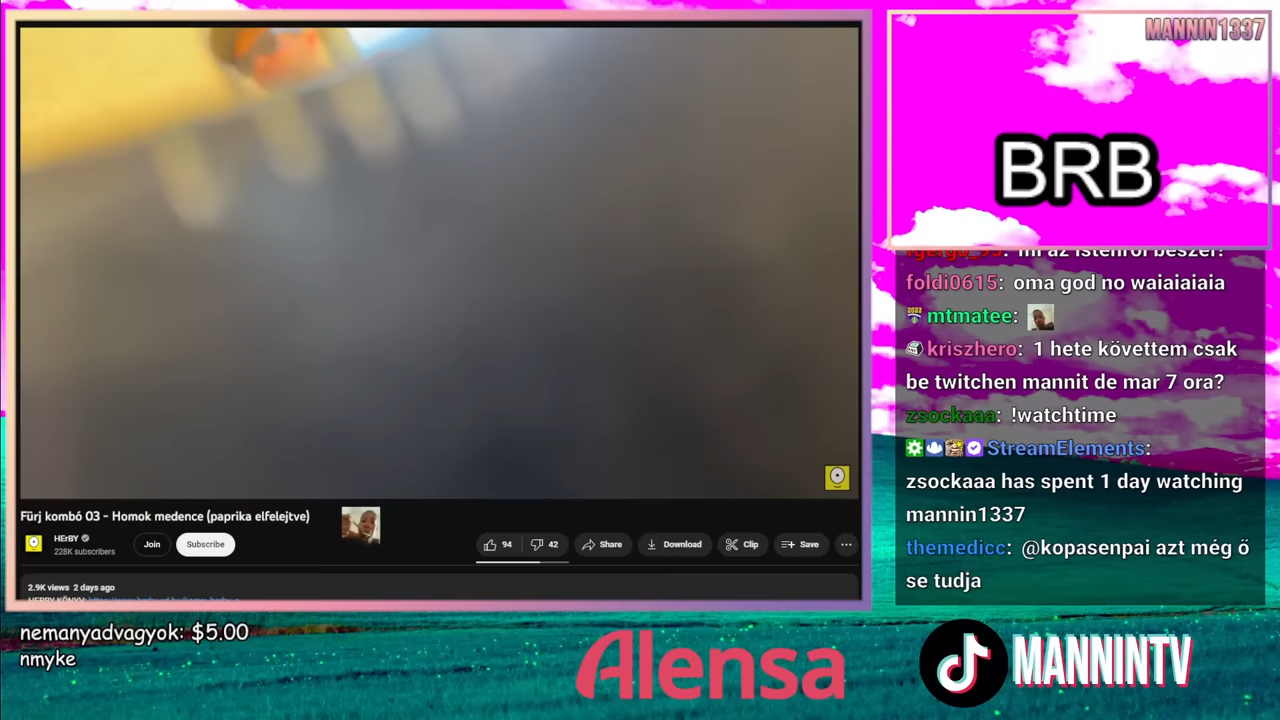 MANNIN1337
BRB
foldi0615: oma god no waiaiaiaia
mtmatee:
kriszhero: 1 hete követtem csak
be twitchen mannit de mar 7 ora?
zsockaaa: !watchtime
StreamElements:
zsockaaa has spent 1 day watching
mannin1337
themedicc: @kopasenpai azt még ő
se tudja
Fürj kombó 03 - Homok medence (paprika elfelejtve)
HErBY
228K subscribers
Join
Subscribe
94
42
Share
Download
Clip
Save
2.9K views 2 days ago
nemanyadvagyok: $5.00
nmyke
Alensa
MANNINTV